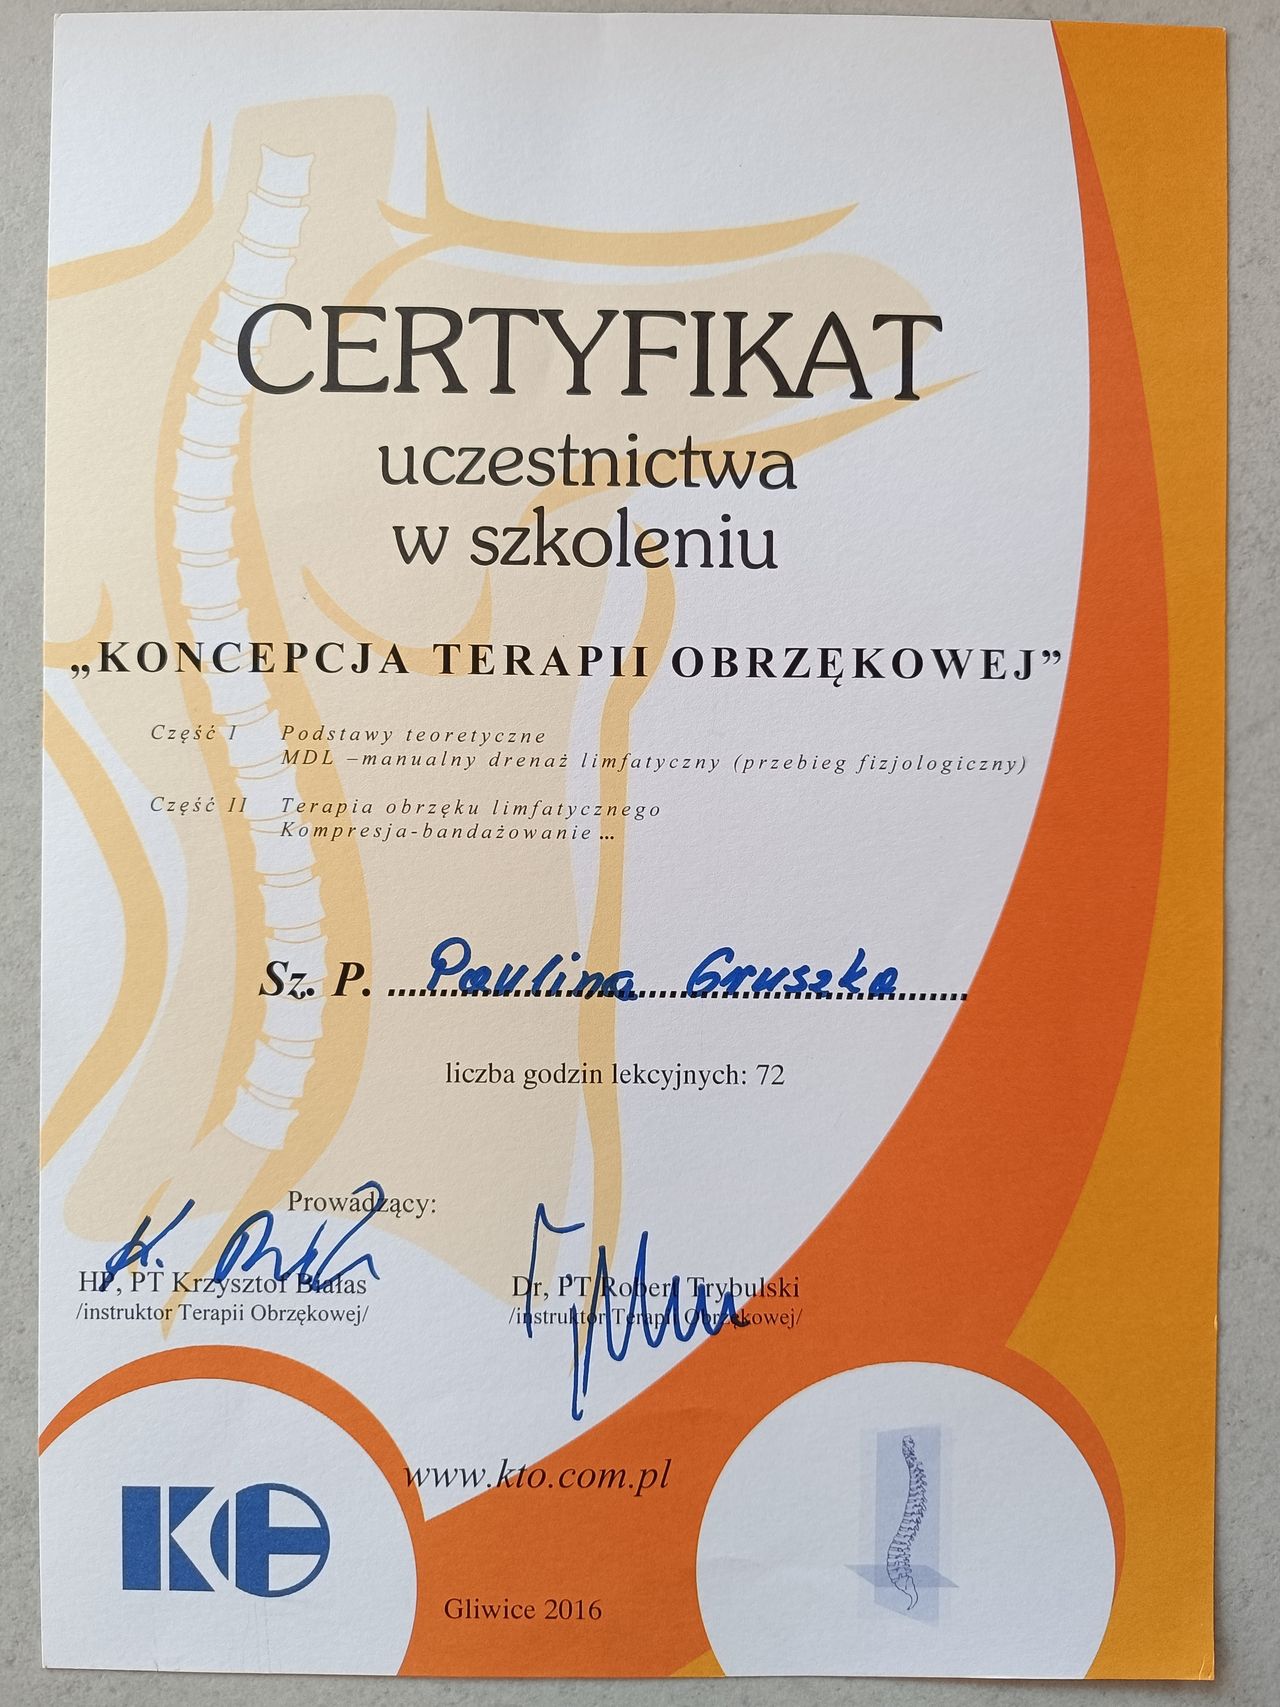 CERTYFIKAT
uczestnictwa
w szkoleniu
„KONCEPCJA TERAPII OBRZĘKOWEJ”
Część I Podstawy teoretyczne
MDL –manualny drenaż limfatyczny (przebieg fizjologiczny)
Część II Terapia obrzęku limfatycznego
Kompresja-bandażowanie ...
Sz. P. Paulina Gruszka
liczba godzin lekcyjnych: 72
Prowadzący:
HP, PT Krzysztof Białas
/instruktor Terapii Obrzękowej/
Dr, PT Robert Trybulski
/instruktor Terapii Obrzękowej/
www.kto.com.pl
Gliwice 2016